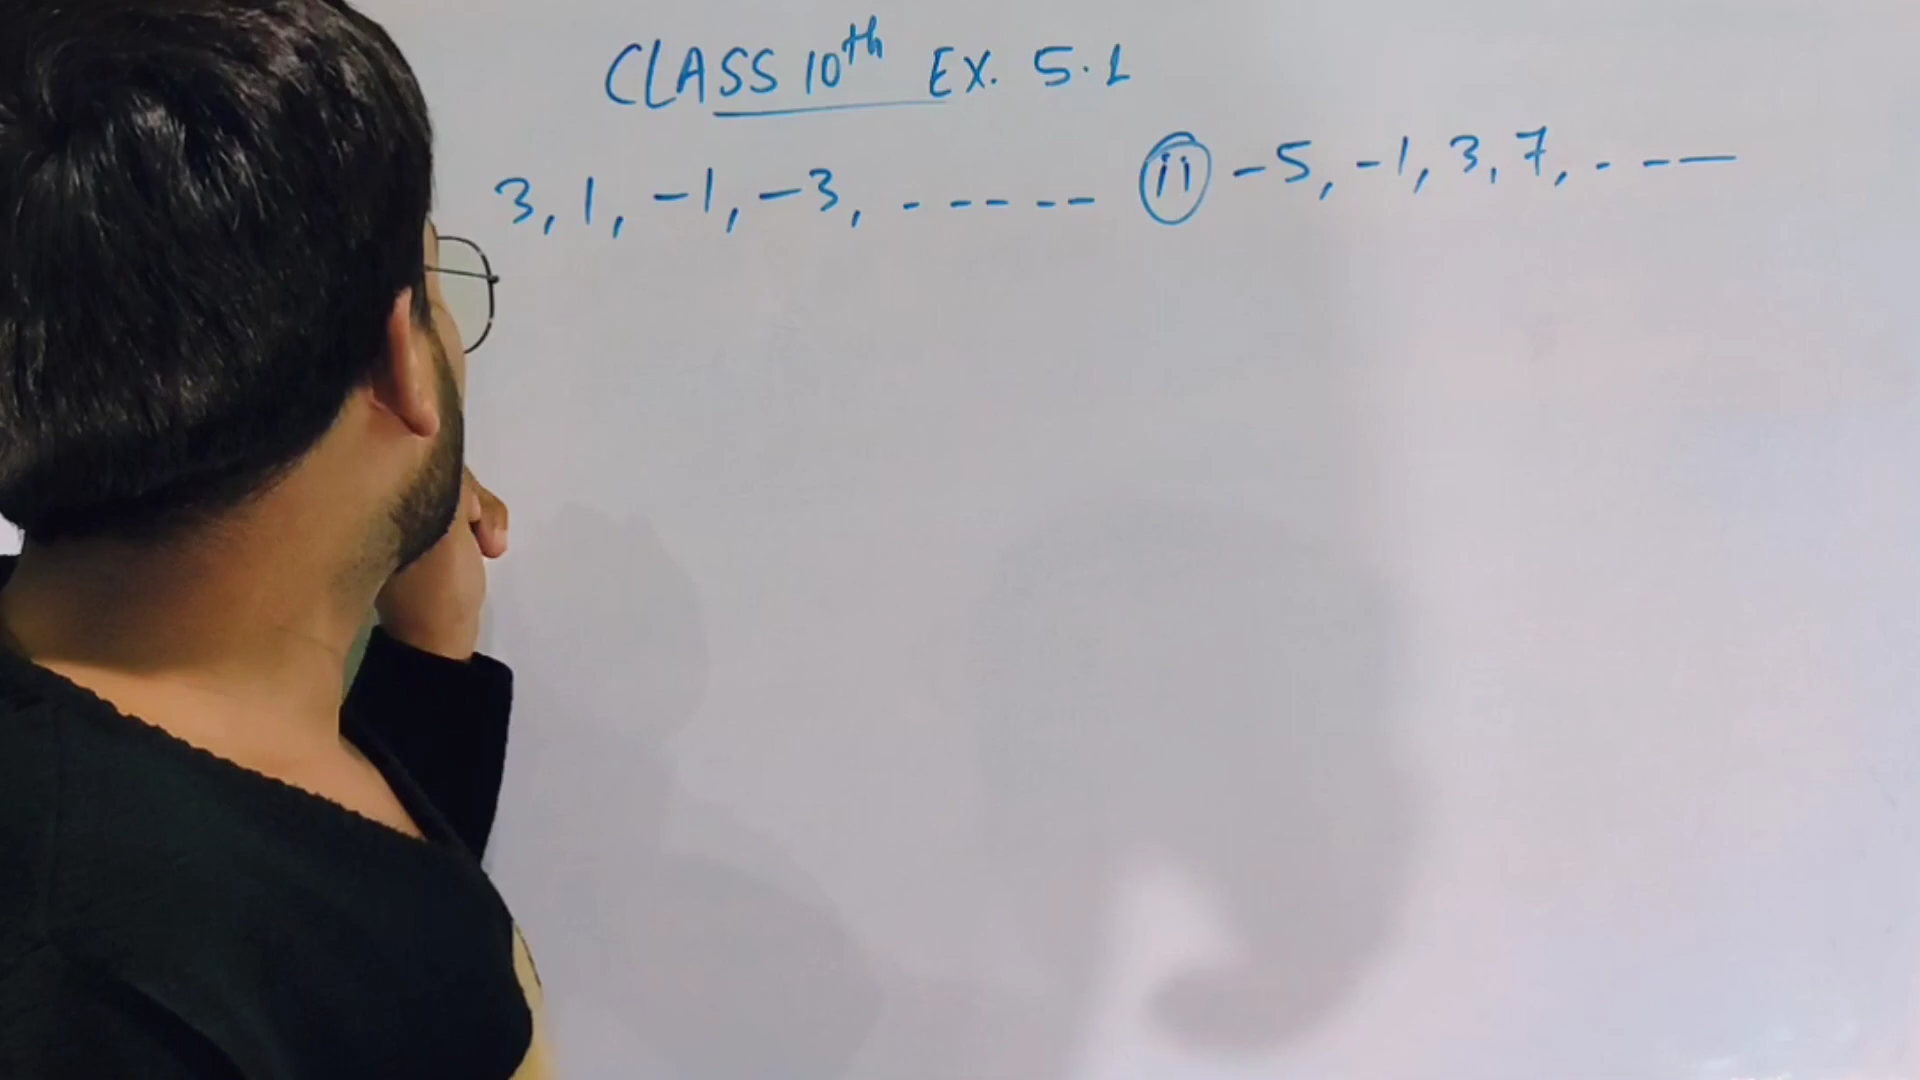 CLASS 10th EX. 5.1
3, 1, -1, -3, - - - - - (ii) -5, -1, 3, 7, - - -